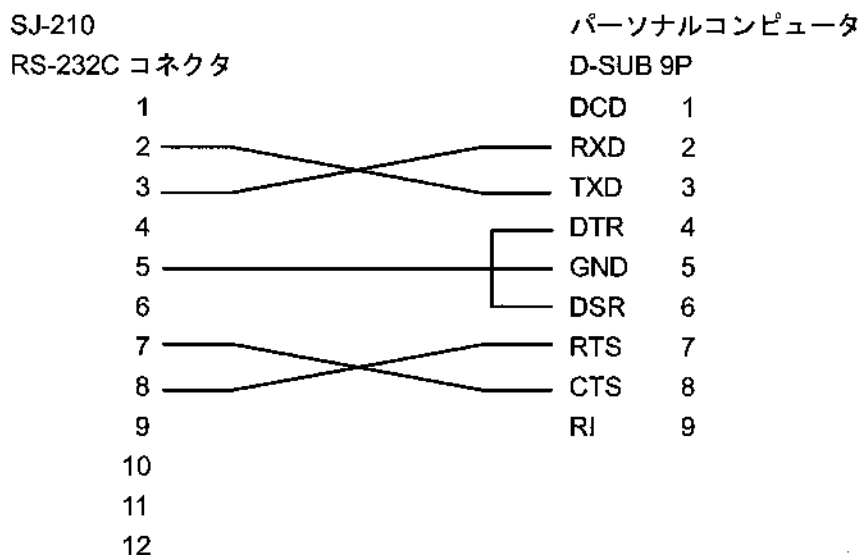 SJ-210 パーソナルコンピュータ
RS-232C コネクタ D-SUB 9P
1 DCD 1
2 RXD 2
3 TXD 3
4 DTR 4
5 GND 5
6 DSR 6
7 RTS 7
8 CTS 8
9 RI 9
10
11
12